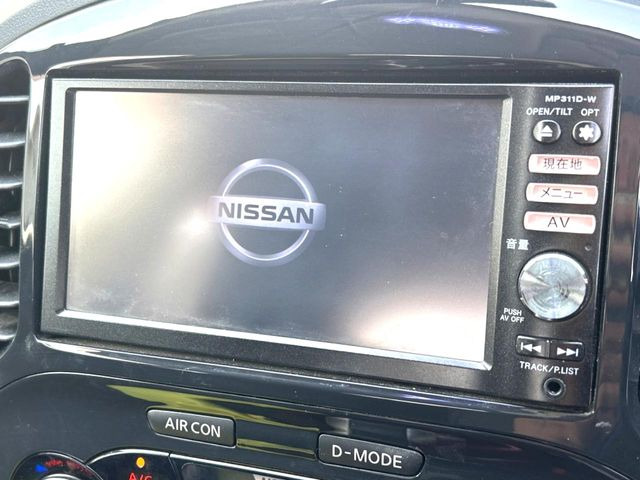 MP311D-W
OPEN/TILT OPT
現在地
メニュー
AV
音量
NISSAN
PUSH
AV OFF
TRACK/P.LIST
AIR CON
D-MODE
A/C